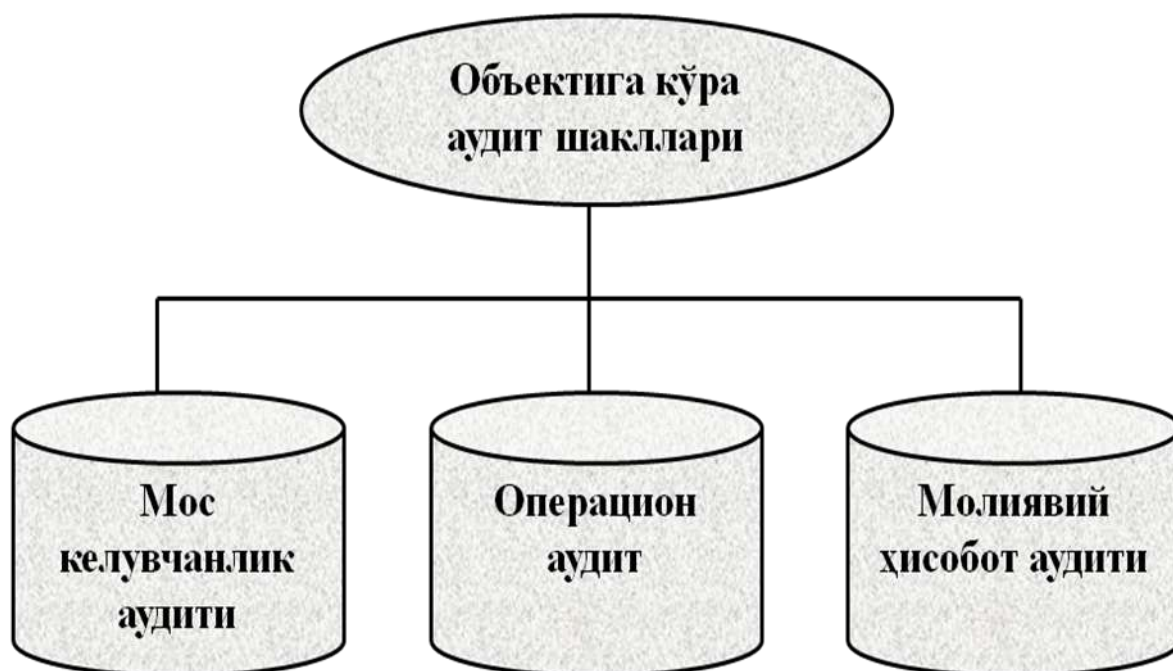 Объектига кўра
аудит шакллари
Мос
келувчанлик
аудити
Операцион
аудит
Молиявий
ҳисобот аудити